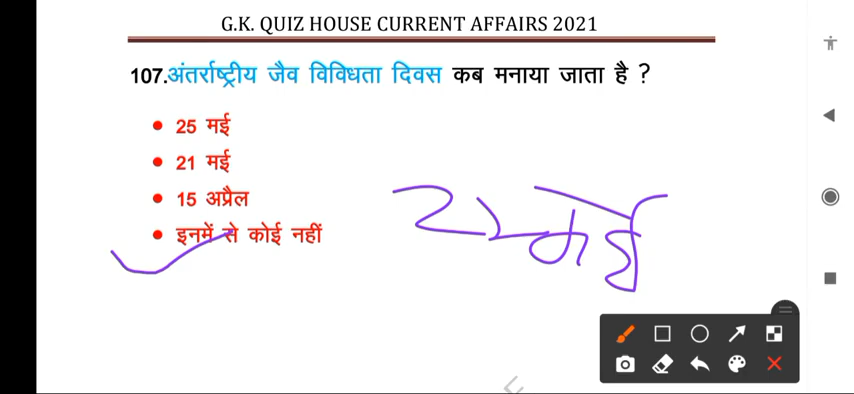 G.K. QUIZ HOUSE CURRENT AFFAIRS 2021
107.अंतर्राष्ट्रीय जैव विविधता दिवस कब मनाया जाता है ?
• 25 मई
• 21 मई
• 15 अप्रैल
• इनमें से कोई नहीं
22 मई